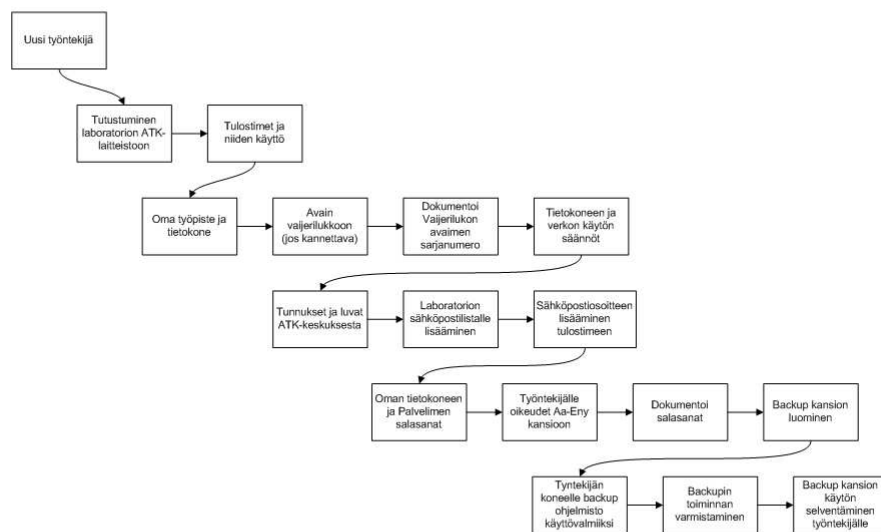 Uusi työntekijä
Tutustuminen
laboratorion ATK-
laitteistoon
Tulostimet ja
niiden käyttö
Oma työpiste ja
tietokone
Avain
vaijerilukkoon
(jos kannettava)
Dokumentoi
Vaijerilukon
avaimen
sarjanumero
Tietokoneen ja
verkon käytön
säännöt
Tunnukset ja luvat
ATK-keskuksesta
Laboratorion
sähköpostilistalle
lisääminen
Sähköpostiosoitteen
lisääminen
tulostimeen
Oman tietokoneen
ja Palvelimen
salasanat
Työntekijälle
oikeudet Aa-Eny
kansioon
Dokumentoi
salasanat
Backup kansion
luominen
Tyntekijän
koneelle backup
ohjelmisto
käyttövalmiiksi
Backupin
toiminnan
varmistaminen
Backup kansion
käytön
selventäminen
työntekijälle